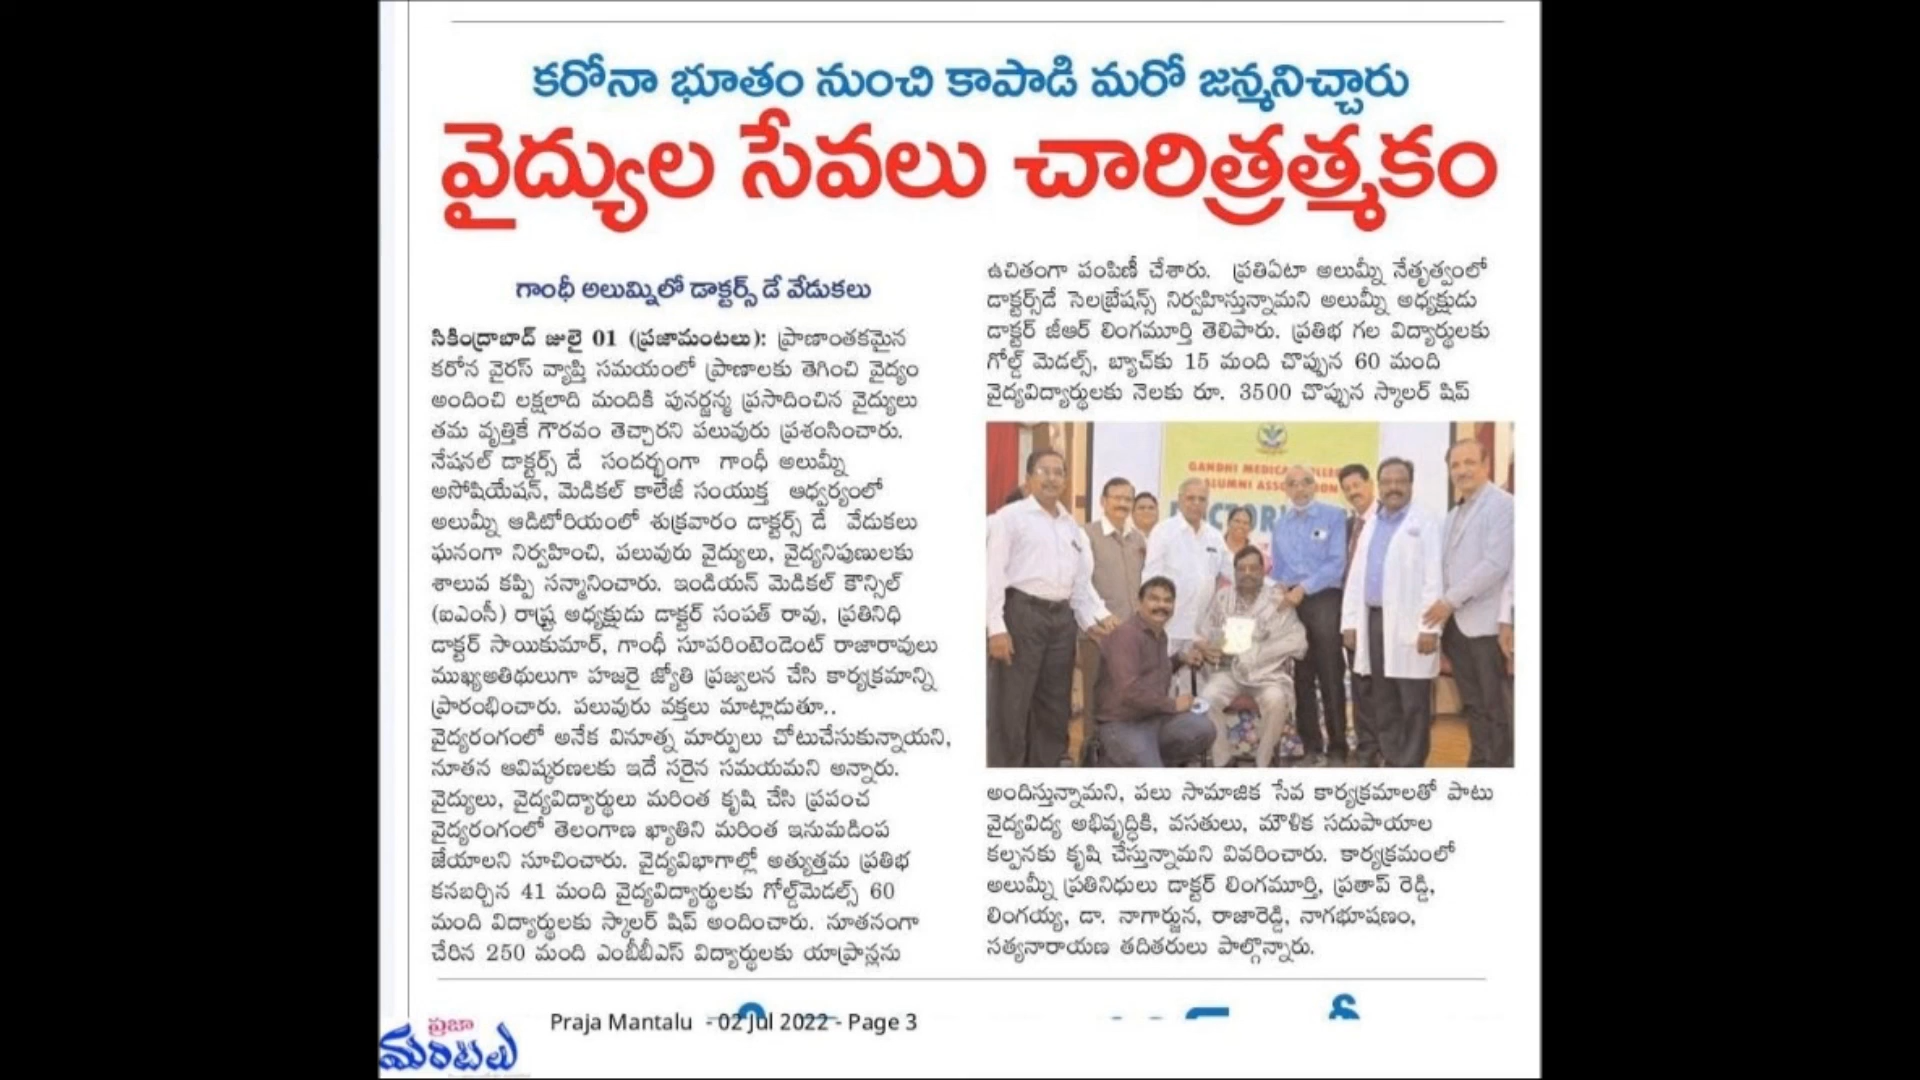 కరోనా భూతం నుంచి కాపాడి మరో జన్మనిచ్చారు
వైద్యుల సేవలు చారిత్రత్మకం
గాంధీ అలుమ్నిలో డాక్టర్స్ డే వేడుకలు
సికింద్రాబాద్ జులై 01 (ప్రజామంటలు): ప్రాణాంతకమైన
కరోన వైరస్ వ్యాప్తి సమయంలో ప్రాణాలకు తెగించి వైద్యం
అందించి లక్షలాది మందికి పునర్జన్మ ప్రసాదించిన వైద్యులు
తమ వృత్తికే గౌరవం తెచ్చారని పలువురు ప్రశంసించారు.
నేషనల్ డాక్టర్స్ డే సందర్భంగా గాంధీ అలుమ్నీ
అసోషియేషన్, మెడికల్ కాలేజీ సంయుక్త ఆధ్వర్యంలో
అలుమ్నీ ఆడిటోరియంలో శుక్రవారం డాక్టర్స్ డే వేడుకలు
ఘనంగా నిర్వహించి, పలువురు వైద్యులు, వైద్యనిపుణులకు
శాలువ కప్పి సన్మానించారు. ఇండియన్ మెడికల్ కౌన్సిల్
(ఐఎంసీ) రాష్ట్ర అధ్యక్షుడు డాక్టర్ సంపత్ రావు, ప్రతినిధి
డాక్టర్ సాయికుమార్, గాంధీ సూపరింటెండెంట్ రాజారావులు
ముఖ్యఅతిథులుగా హజరై జ్యోతి ప్రజ్వలన చేసి కార్యక్రమాన్ని
ప్రారంభించారు. పలువురు వక్తలు మాట్లాడుతూ..
వైద్యరంగంలో అనేక వినూత్న మార్పులు చోటుచేసుకున్నాయని,
నూతన ఆవిష్కరణలకు ఇదే సరైన సమయమని అన్నారు.
వైద్యులు, వైద్యవిద్యార్థులు మరింత కృషి చేసి ప్రపంచ
వైద్యరంగంలో తెలంగాణ ఖ్యాతిని మరింత ఇనుమడింప
జేయాలని సూచించారు. వైద్యవిభాగాల్లో అత్యుత్తమ ప్రతిభ
కనబర్చిన 41 మంది వైద్యవిద్యార్థులకు గోల్డ్‌మెడల్స్ 60
మంది విద్యార్థులకు స్కాలర్ షిప్ అందించారు. నూతనంగా
చేరిన 250 మంది ఎంబీబీఎస్ విద్యార్థులకు యాప్రాన్లను
ఉచితంగా పంపిణీ చేశారు. ప్రతిఏటా అలుమ్నీ నేతృత్వంలో
డాక్టర్స్‌డే సెలబ్రేషన్స్ నిర్వహిస్తున్నామని అలుమ్నీ అధ్యక్షుడు
డాక్టర్ జీఆర్ లింగమూర్తి తెలిపారు. ప్రతిభ గల విద్యార్థులకు
గోల్డ్ మెడల్స్, బ్యాచ్‌కు 15 మంది చొప్పున 60 మంది
వైద్యవిద్యార్థులకు నెలకు రూ. 3500 చొప్పున స్కాలర్ షిప్
GANDHI MEDICAL COLLEGE
ALUMNI ASSOCIATION
అందిస్తున్నామని, పలు సామాజిక సేవ కార్యక్రమాలతో పాటు
వైద్యవిద్య అభివృద్ధికి, వసతులు, మౌళిక సదుపాయాల
కల్పనకు కృషి చేస్తున్నామని వివరించారు. కార్యక్రమంలో
అలుమ్నీ ప్రతినిధులు డాక్టర్ లింగమూర్తి, ప్రతాప్ రెడ్డి,
లింగయ్య, డా. నాగార్జున, రాజారెడ్డి, నాగభూషణం,
సత్యనారాయణ తదితరులు పాల్గొన్నారు.
ప్రజా
మంటలు
Praja Mantalu - 02 Jul 2022 - Page 3